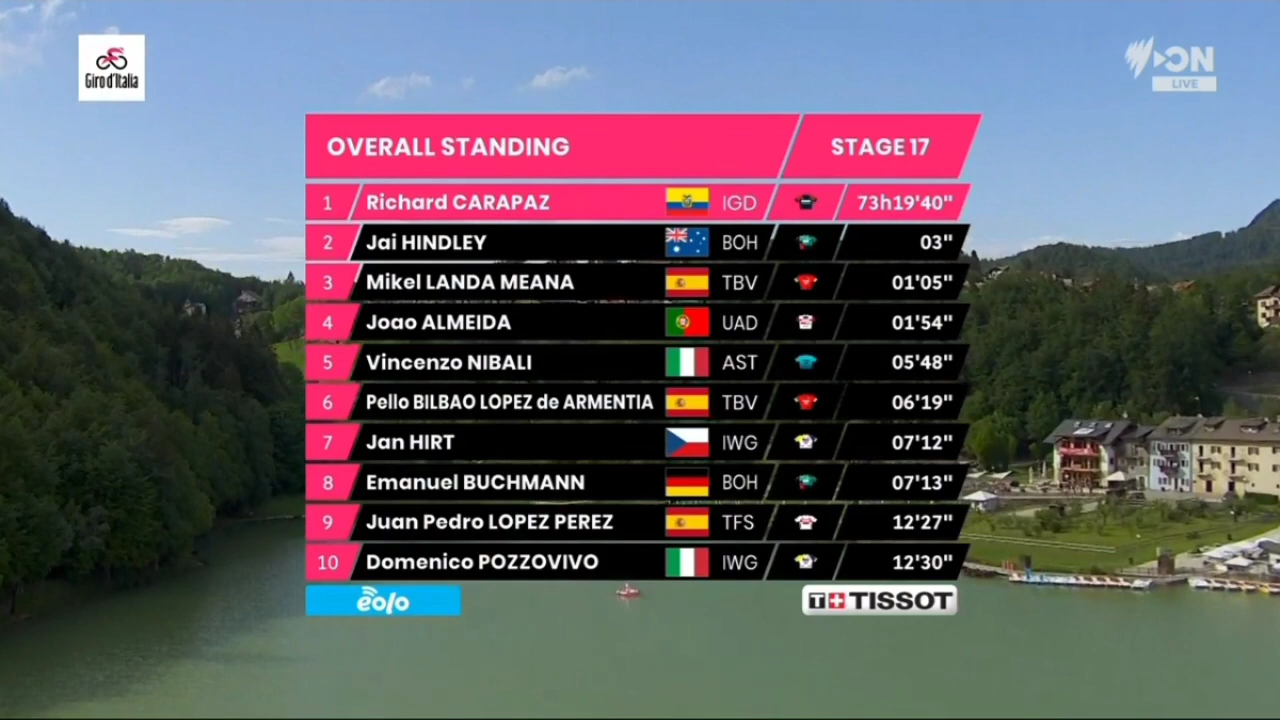 Giro d'Italia
ON
LIVE
OVERALL STANDING STAGE 17
1 Richard CARAPAZ IGD 73h19'40"
2 Jai HINDLEY BOH 03"
3 Mikel LANDA MEANA TBV 01'05"
4 Joao ALMEIDA UAD 01'54"
5 Vincenzo NIBALI AST 05'48"
6 Pello BILBAO LOPEZ de ARMENTIA TBV 06'19"
7 Jan HIRT IWG 07'12"
8 Emanuel BUCHMANN BOH 07'13"
9 Juan Pedro LOPEZ PEREZ TFS 12'27"
10 Domenico POZZOVIVO IWG 12'30"
eolo T+ TISSOT